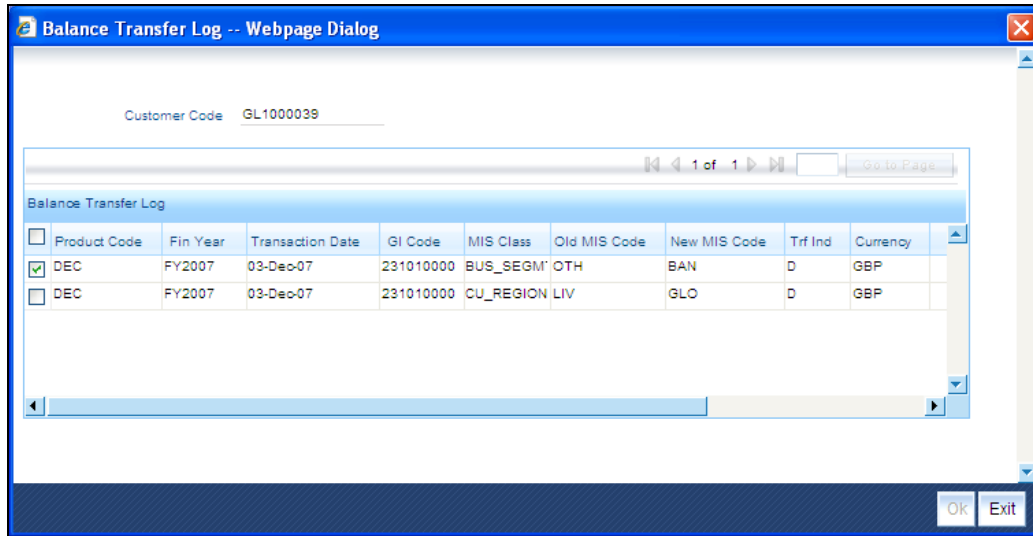 Balance Transfer Log -- Webpage Dialog
Customer Code GL1000039
1 of 1 Go to Page
Balance Transfer Log
Product Code Fin Year Transaction Date Gl Code MIS Class Old MIS Code New MIS Code Trf Ind Currency
DEC FY2007 03-Dec-07 231010000 BUS_SEGM OTH BAN D GBP
DEC FY2007 03-Dec-07 231010000 CU_REGION LIV GLO D GBP
Ok Exit